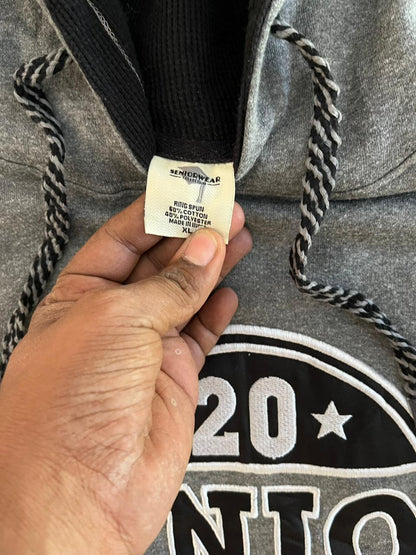 SENIORWEAR
RING SPUN
60% COTTON
40% POLYESTER
MADE IN
XL
20
NIO